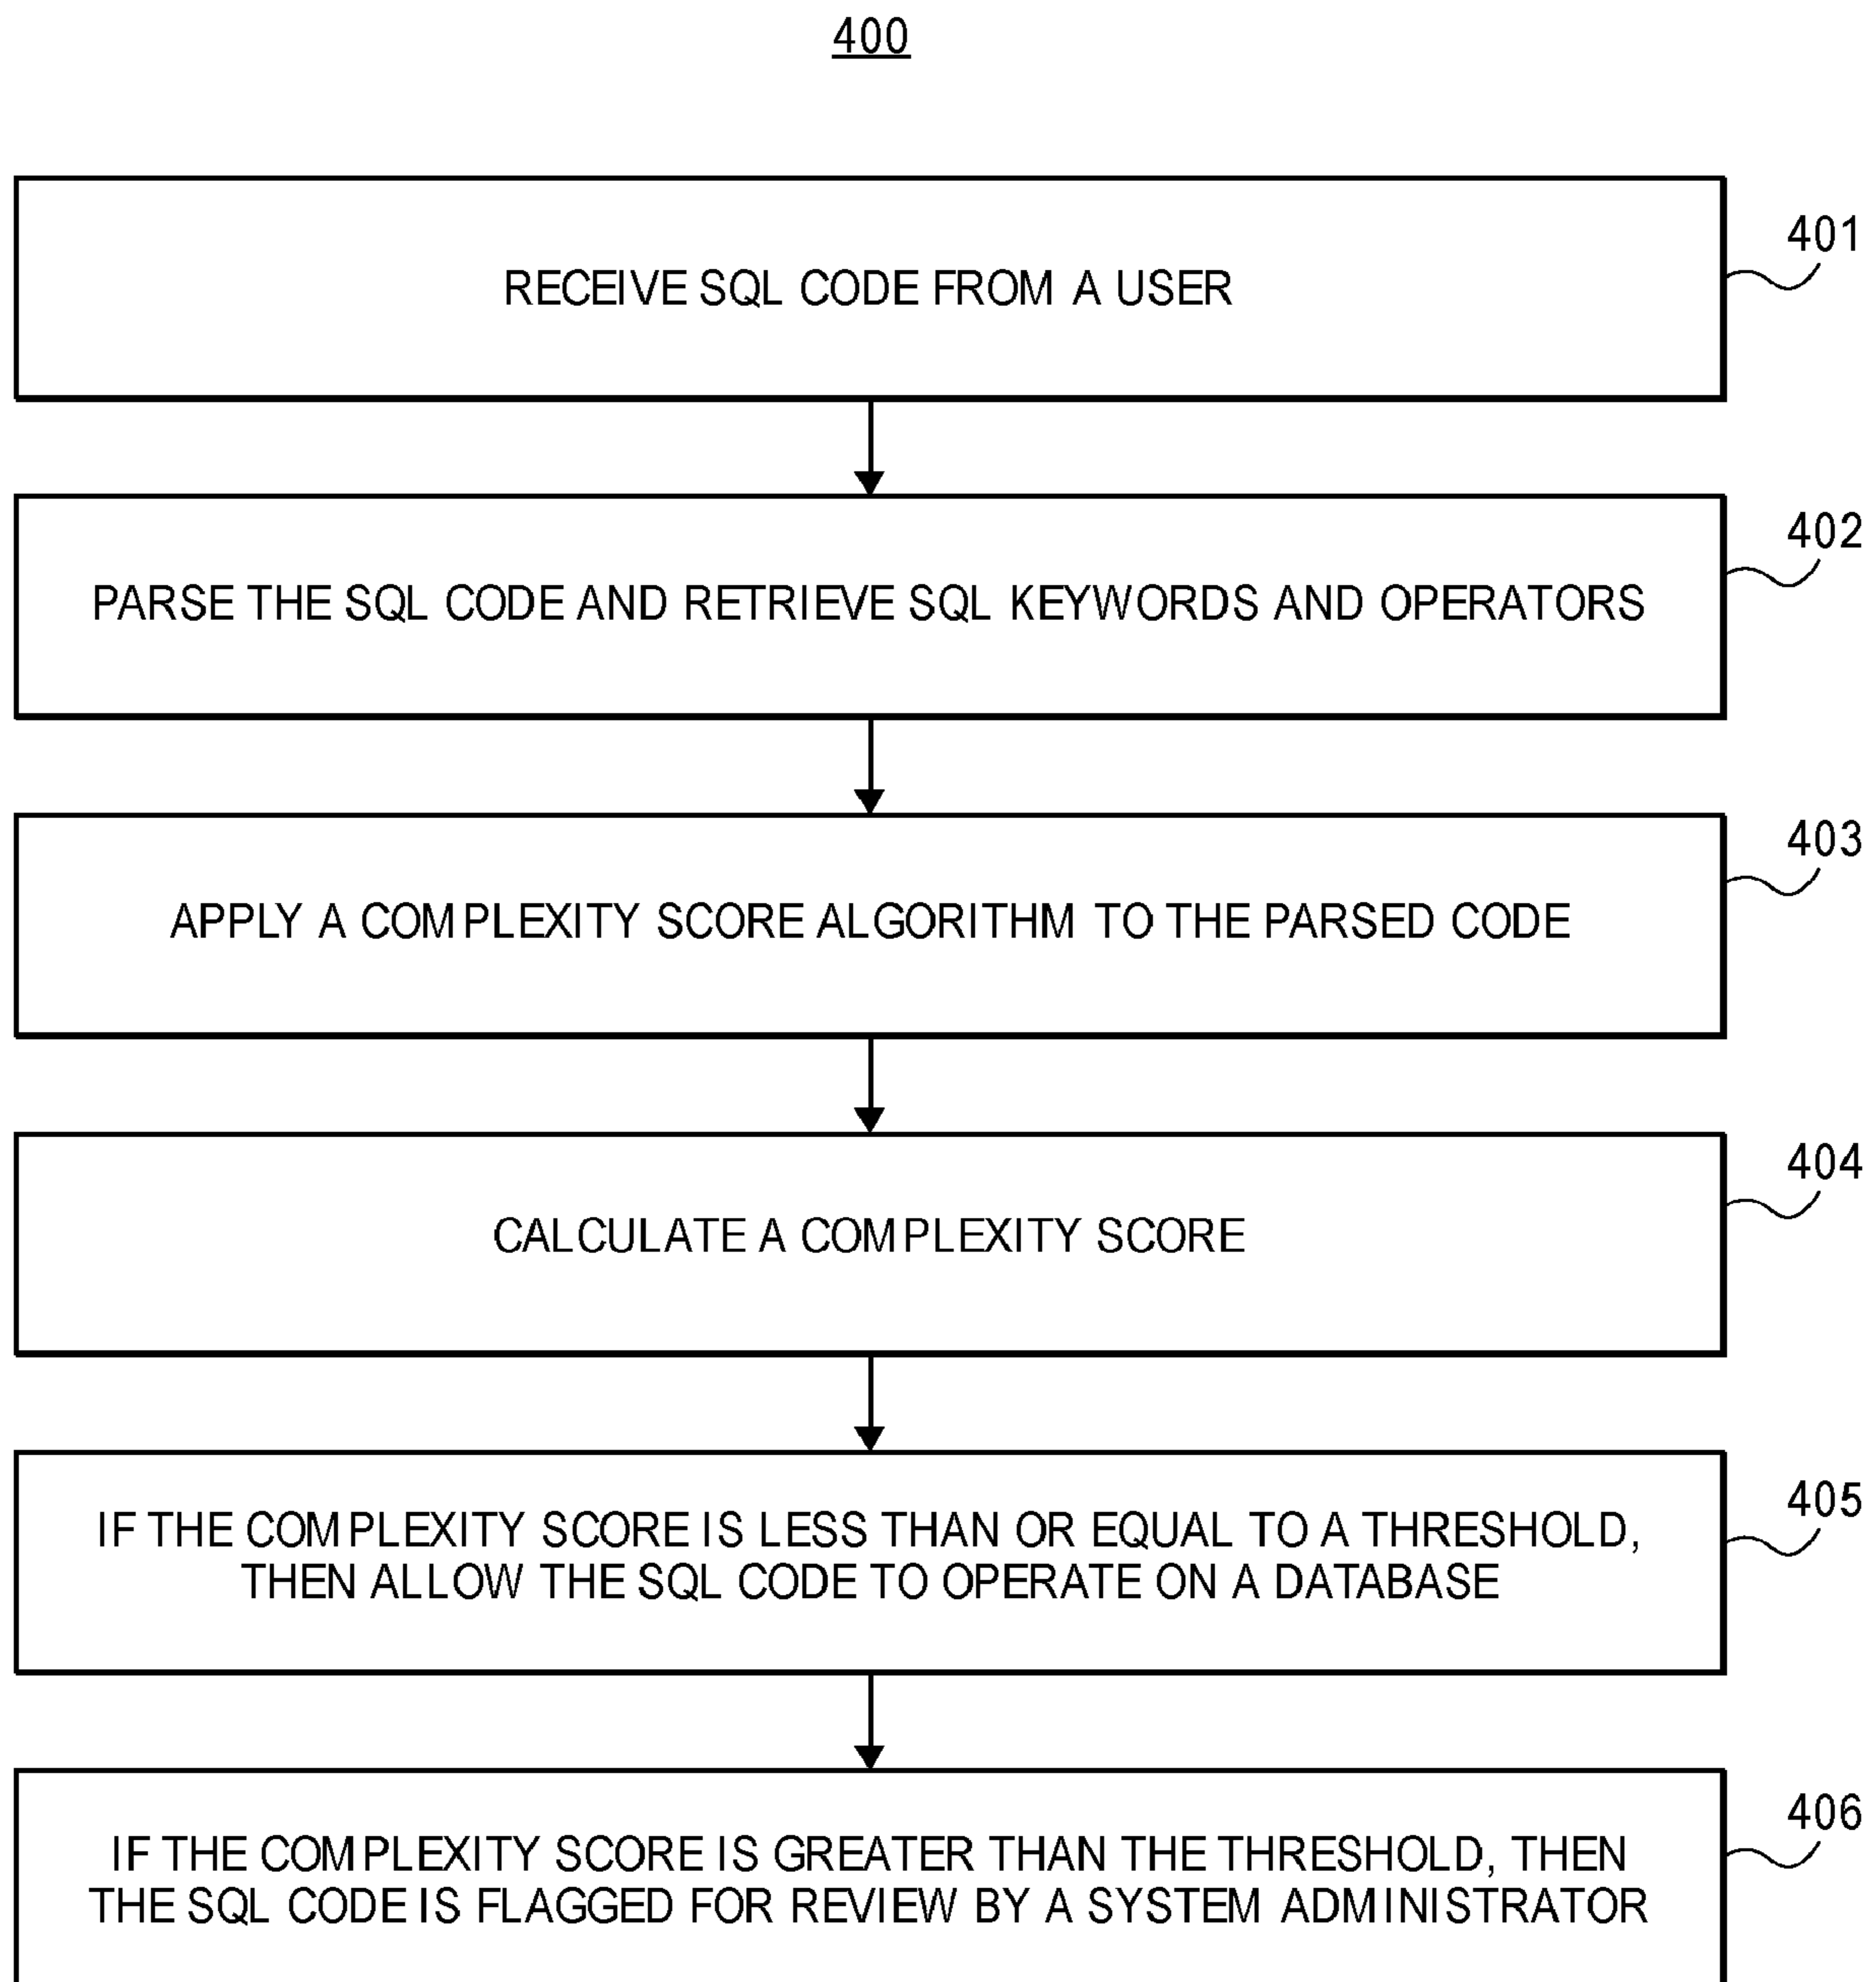 400
RECEIVE SQL CODE FROM A USER
401
PARSE THE SQL CODE AND RETRIEVE SQL KEYWORDS AND OPERATORS
402
APPLY A COMPLEXITY SCORE ALGORITHM TO THE PARSED CODE
403
CALCULATE A COMPLEXITY SCORE
404
IF THE COMPLEXITY SCORE IS LESS THAN OR EQUAL TO A THRESHOLD,
THEN ALLOW THE SQL CODE TO OPERATE ON A DATABASE
405
IF THE COMPLEXITY SCORE IS GREATER THAN THE THRESHOLD, THEN
THE SQL CODE IS FLAGGED FOR REVIEW BY A SYSTEM ADMINISTRATOR
406